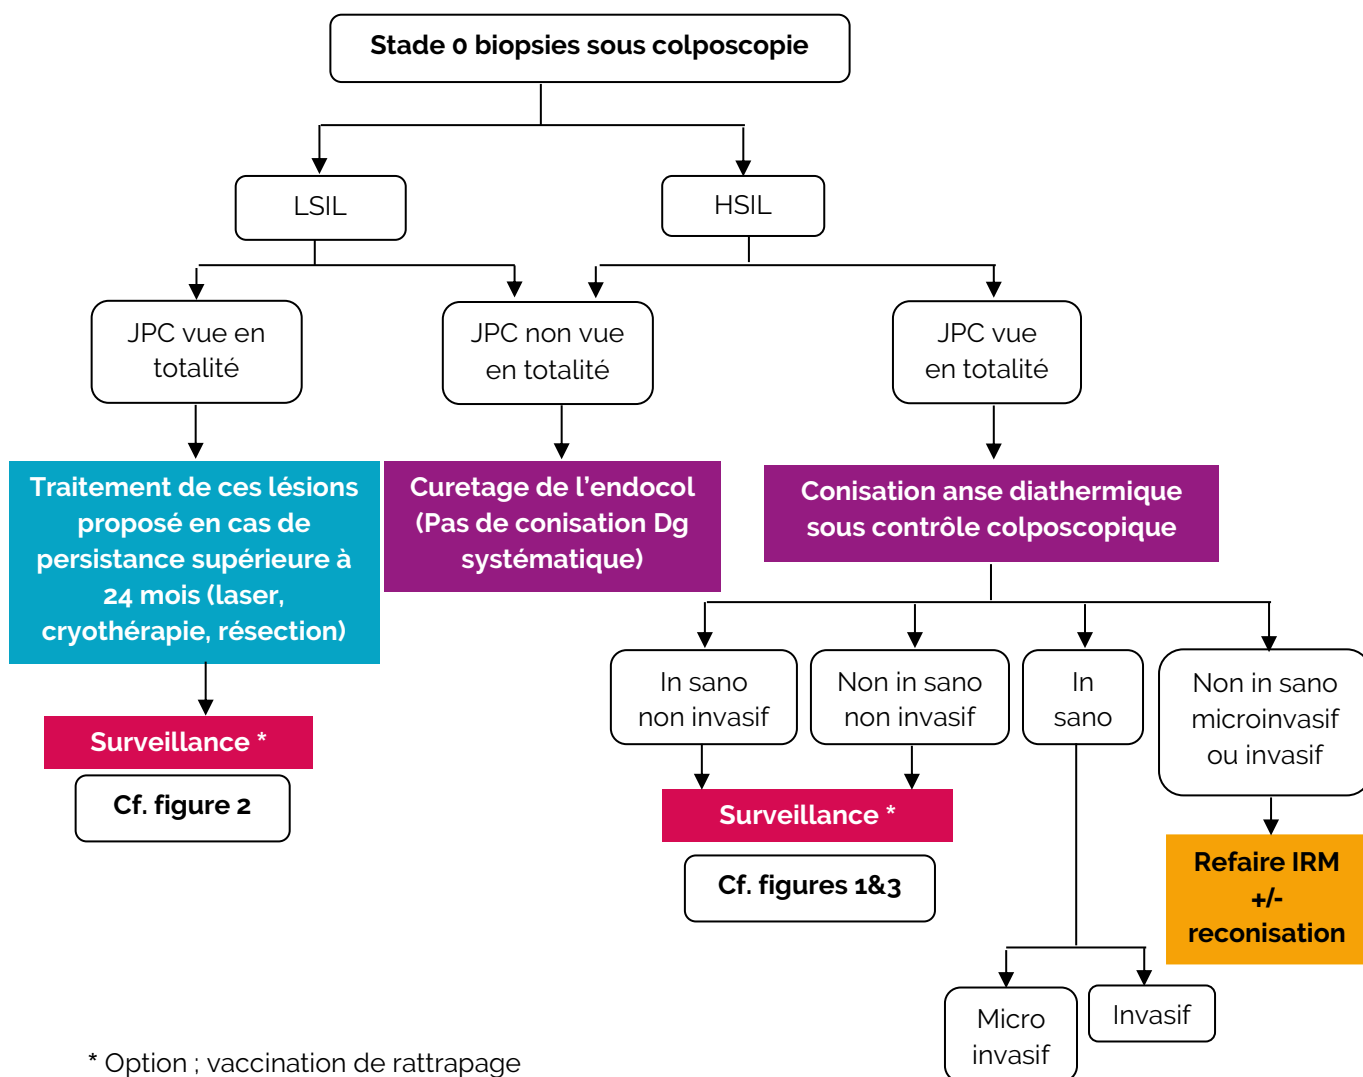 Stade 0 biopsies sous colposcopie
LSIL
HSIL
JPC vue en
totalité
JPC non vue
en totalité
JPC vue
en totalité
Traitement de ces lésions
proposé en cas de
persistance supérieure à
24 mois (laser,
cryothérapie, résection)
Curetage de l'endocol
(Pas de conisation Dg
systématique)
Conisation anse diathermique
sous contrôle colposcopique
In sano
non invasif
Non in sano
non invasif
In
sano
Non in sano
microinvasif
ou invasif
Surveillance *
Cf. figure 2
Surveillance *
Cf. figures 1&3
Refaire IRM
+/-
reconisation
Micro
invasif
Invasif
* Option ; vaccination de rattrapage